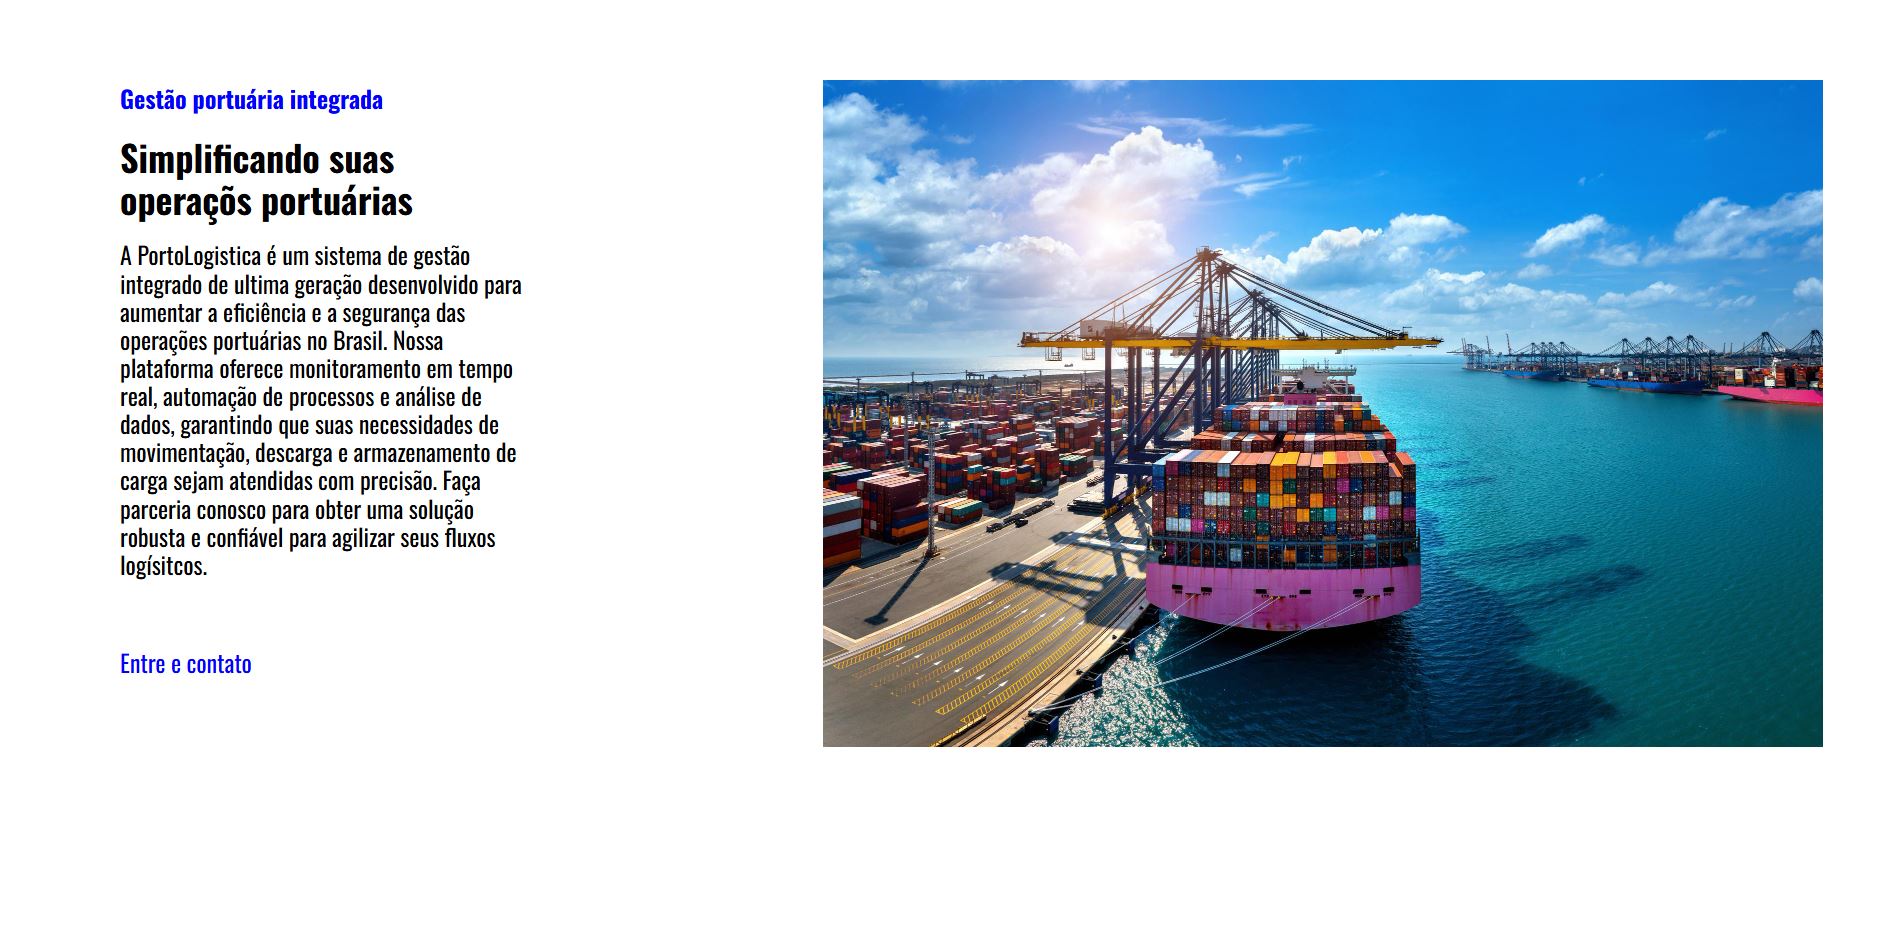 Gestão portuária integrada
Simplificando suas
operaçõs portuárias
A PortoLogistica é um sistema de gestão
integrado de ultima geração desenvolvido para
aumentar a eficiência e a segurança das
operações portuárias no Brasil. Nossa
plataforma oferece monitoramento em tempo
real, automação de processos e análise de
dados, garantindo que suas necessidades de
movimentação, descarga e armazenamento de
carga sejam atendidas com precisão. Faça
parceria conosco para obter uma solução
robusta e confiável para agilizar seus fluxos
logísitcos.
Entre e contato